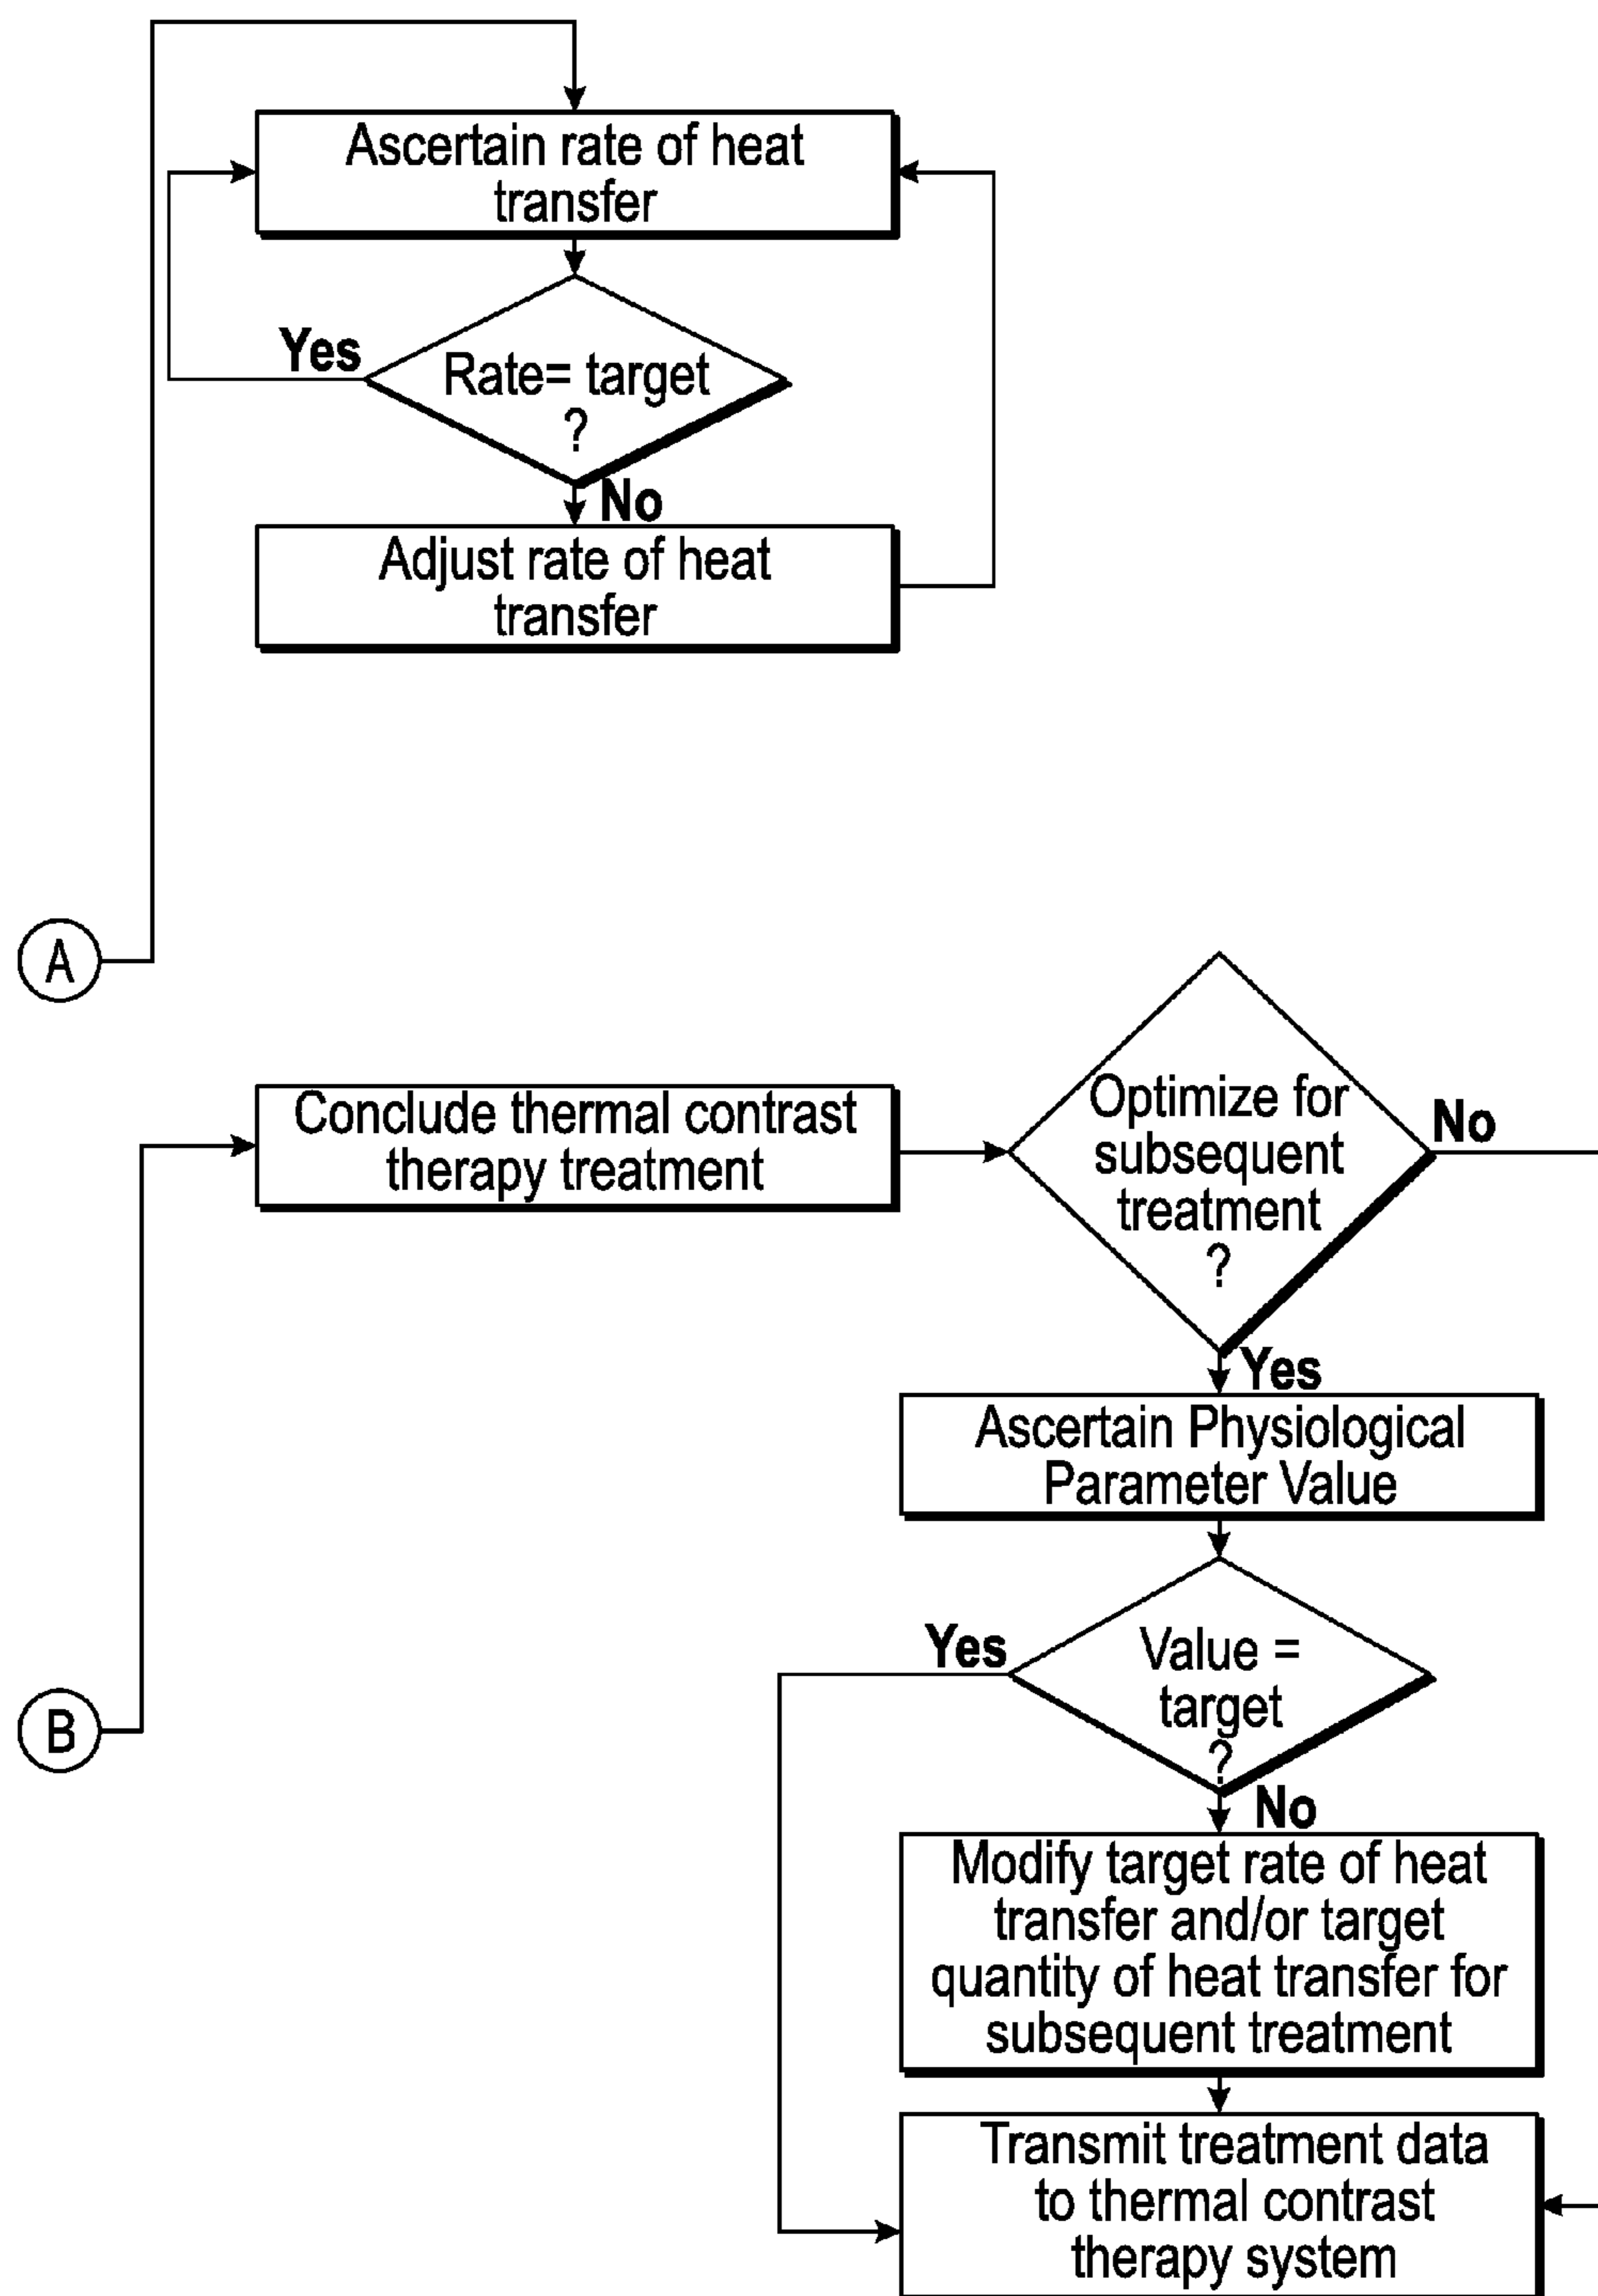 Ascertain rate of heat
transfer
Yes
Rate= target
?
No
Adjust rate of heat
transfer
A
Conclude thermal contrast
therapy treatment
Optimize for
subsequent
treatment
?
No
Yes
Ascertain Physiological
Parameter Value
Yes
Value =
target
?
B
No
Modify target rate of heat
transfer and/or target
quantity of heat transfer for
subsequent treatment
Transmit treatment data
to thermal contrast
therapy system